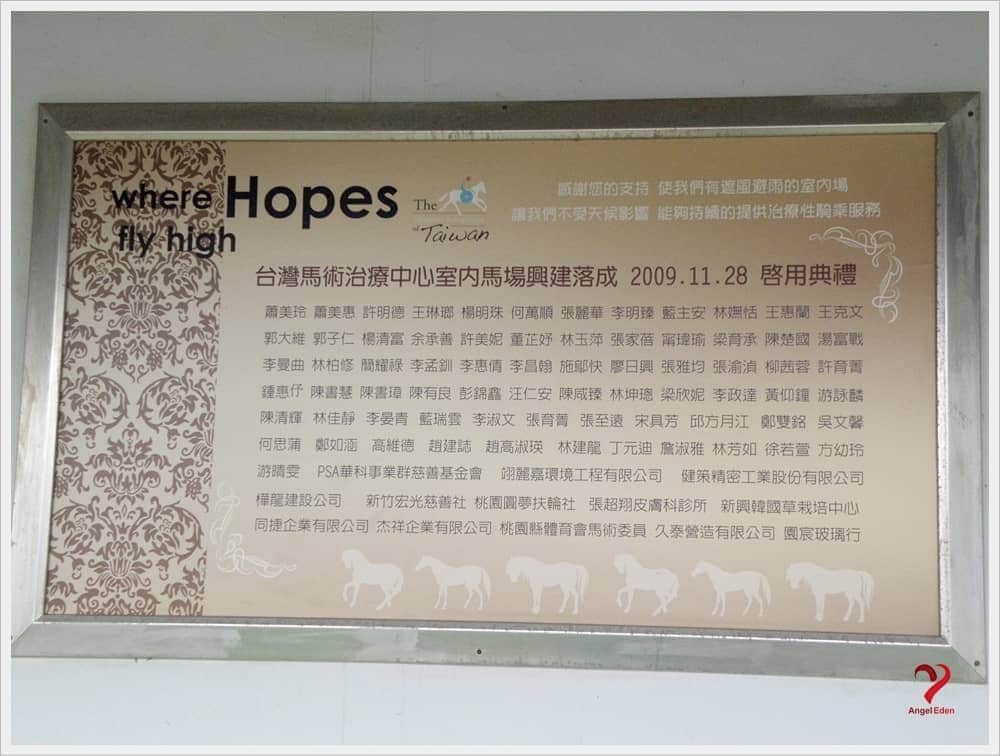 where Hopes
fly high
The
of Taiwan
感謝您的支持 使我們有遮風避雨的室內場
讓我們不受天候影響 能夠持續的提供治療性騎乘服務
台灣馬術治療中心室內馬場興建落成 2009.11.28 啓用典禮
蕭美玲 蕭美惠 許明德 王琳瑯 楊明珠 何萬順 張麗華 李明臻 藍主安 林嫵恬 王惠蘭 王克文
郭大維 郭子仁 楊清富 余承善 許美妮 董芷妤 林玉萍 張家蓓 甯瑋瑜 梁育承 陳楚國 湯富戰
李曼曲 林柏修 簡耀祿 李孟釧 李惠倩 李昌翰 施郾快 廖日興 張雅均 張渝湞 柳茜蓉 許育菁
鍾惠伃 陳書慧 陳書瑋 陳有良 彭錦鑫 汪仁安 陳咸臻 林坤璁 梁欣妮 李政達 黃仰鐘 游詠麟
陳清輝 林佳靜 李晏青 藍瑞雲 李淑文 張育菁 張至遠 宋具芳 邱方月江 鄭雙銘 吳文馨
何思蒲 鄭如涵 高維德 趙建誌 趙高淑瑛 林建龍 丁元迪 詹淑雅 林芳如 徐若萱 方幼玲
游晴雯 PSA華科事業群慈善基金會 翊麗嘉環境工程有限公司 健策精密工業股份有限公司
樺龍建設公司 新竹宏光慈善社 桃園圓夢扶輪社 張超翔皮膚科診所 新興韓國草栽培中心
同捷企業有限公司 杰祥企業有限公司 桃園縣體育會馬術委員 久泰營造有限公司 園宸玻璃行
Angel Eden